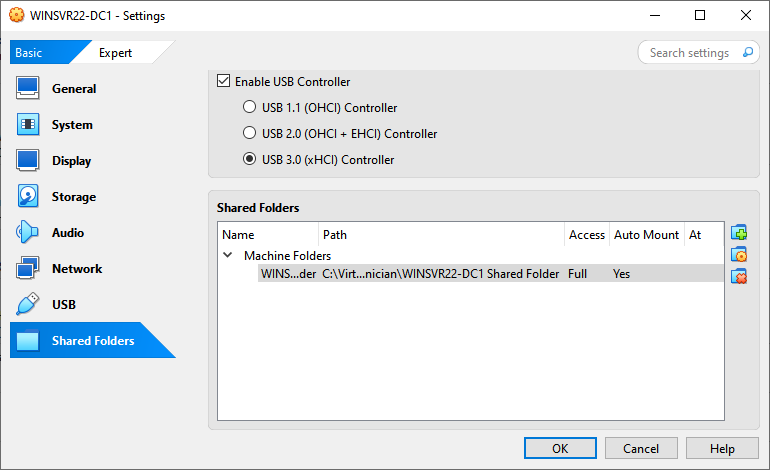 WINSVR22-DC1 - Settings
Basic Expert Search settings
General
System
Display
Storage
Audio
Network
USB
Shared Folders
Enable USB Controller
USB 1.1 (OHCI) Controller
USB 2.0 (OHCI + EHCI) Controller
USB 3.0 (xHCI) Controller
Shared Folders
Name Path Access Auto Mount At
Machine Folders
WINS...der C:\Virt...nician\WINSVR22-DC1 Shared Folder Full Yes
OK Cancel Help